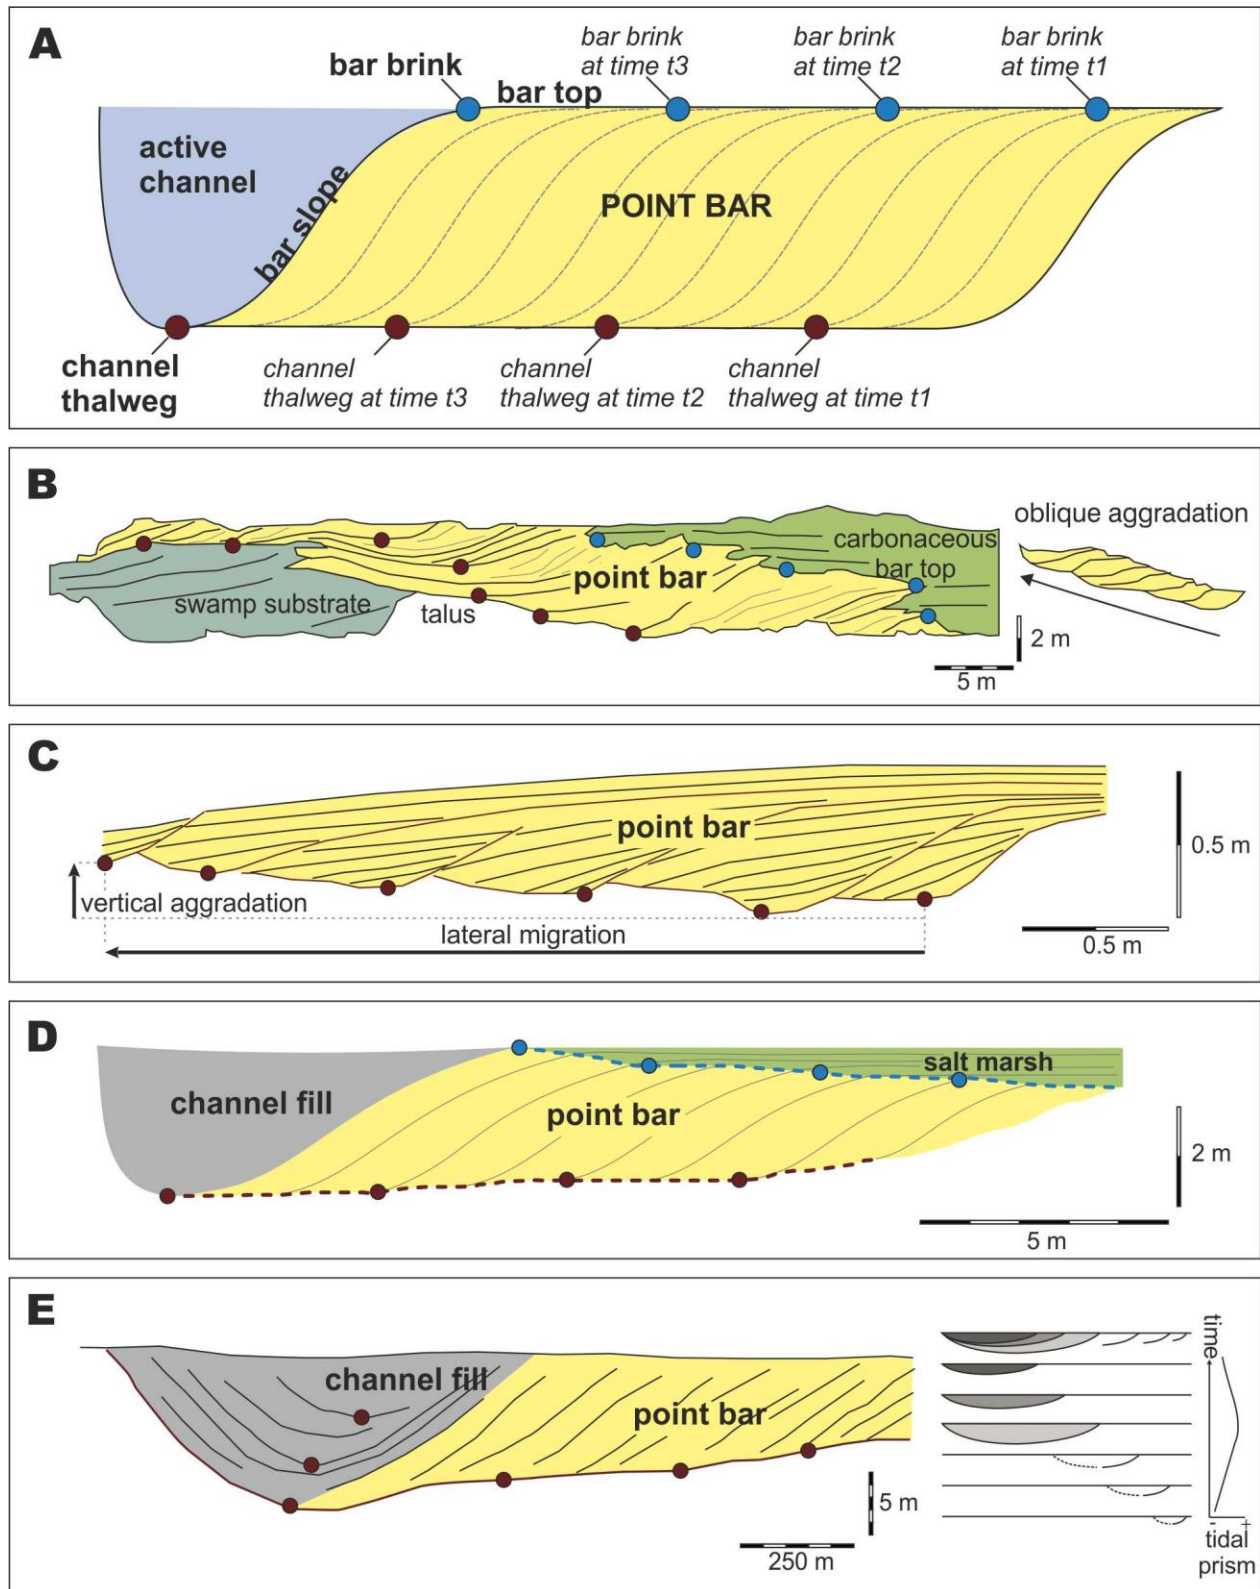 A
bar brink
bar top
bar brink
at time t3
bar brink
at time t2
bar brink
at time t1
active
channel
bar slope
POINT BAR
channel
thalweg
channel
thalweg at time t3
channel
thalweg at time t2
channel
thalweg at time t1
B
oblique aggradation
carbonaceous
bar top
point bar
swamp substrate
talus
2 m
5 m
C
point bar
0.5 m
vertical aggradation
lateral migration
0.5 m
D
salt marsh
channel fill
point bar
2 m
5 m
E
channel fill
point bar
5 m
250 m
time
- +
tidal
prism